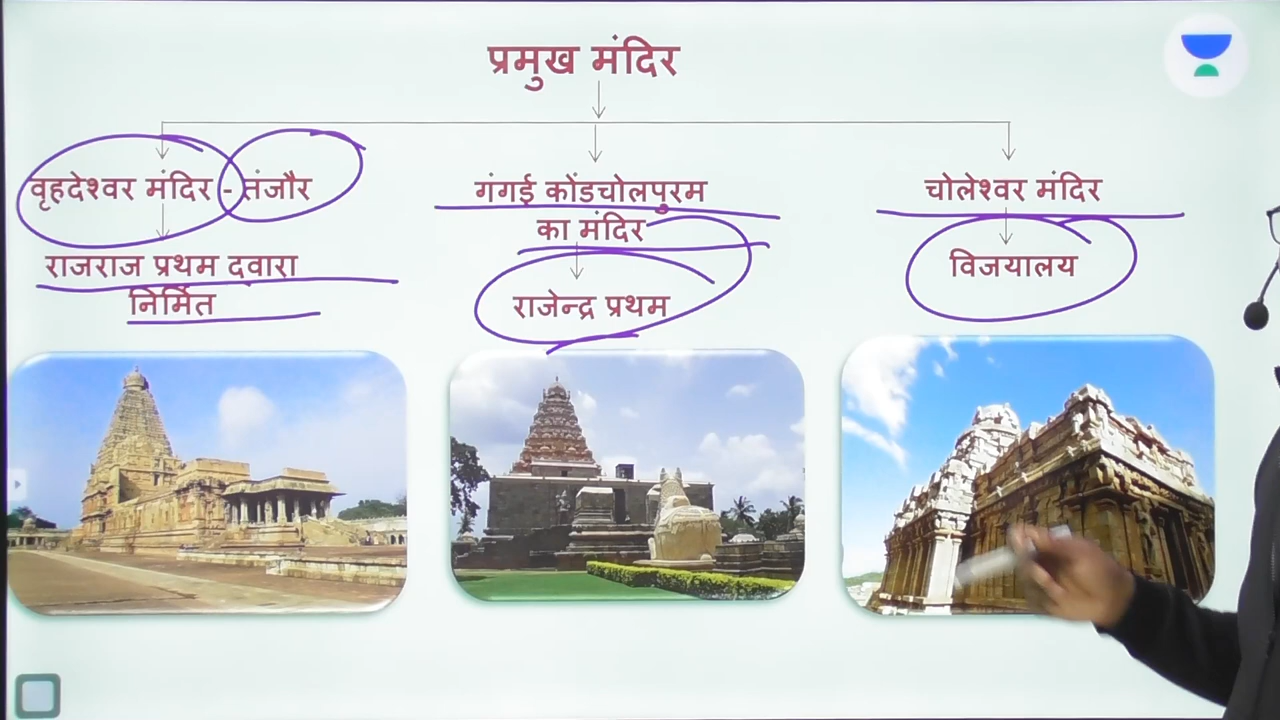 प्रमुख मंदिर
वृहदेश्वर मंदिर - तंजौर
राजराज प्रथम दवारा
निर्मित
गंगई कोंडचोलपुरम
का मंदिर
राजेन्द्र प्रथम
चोलेश्वर मंदिर
विजयालय